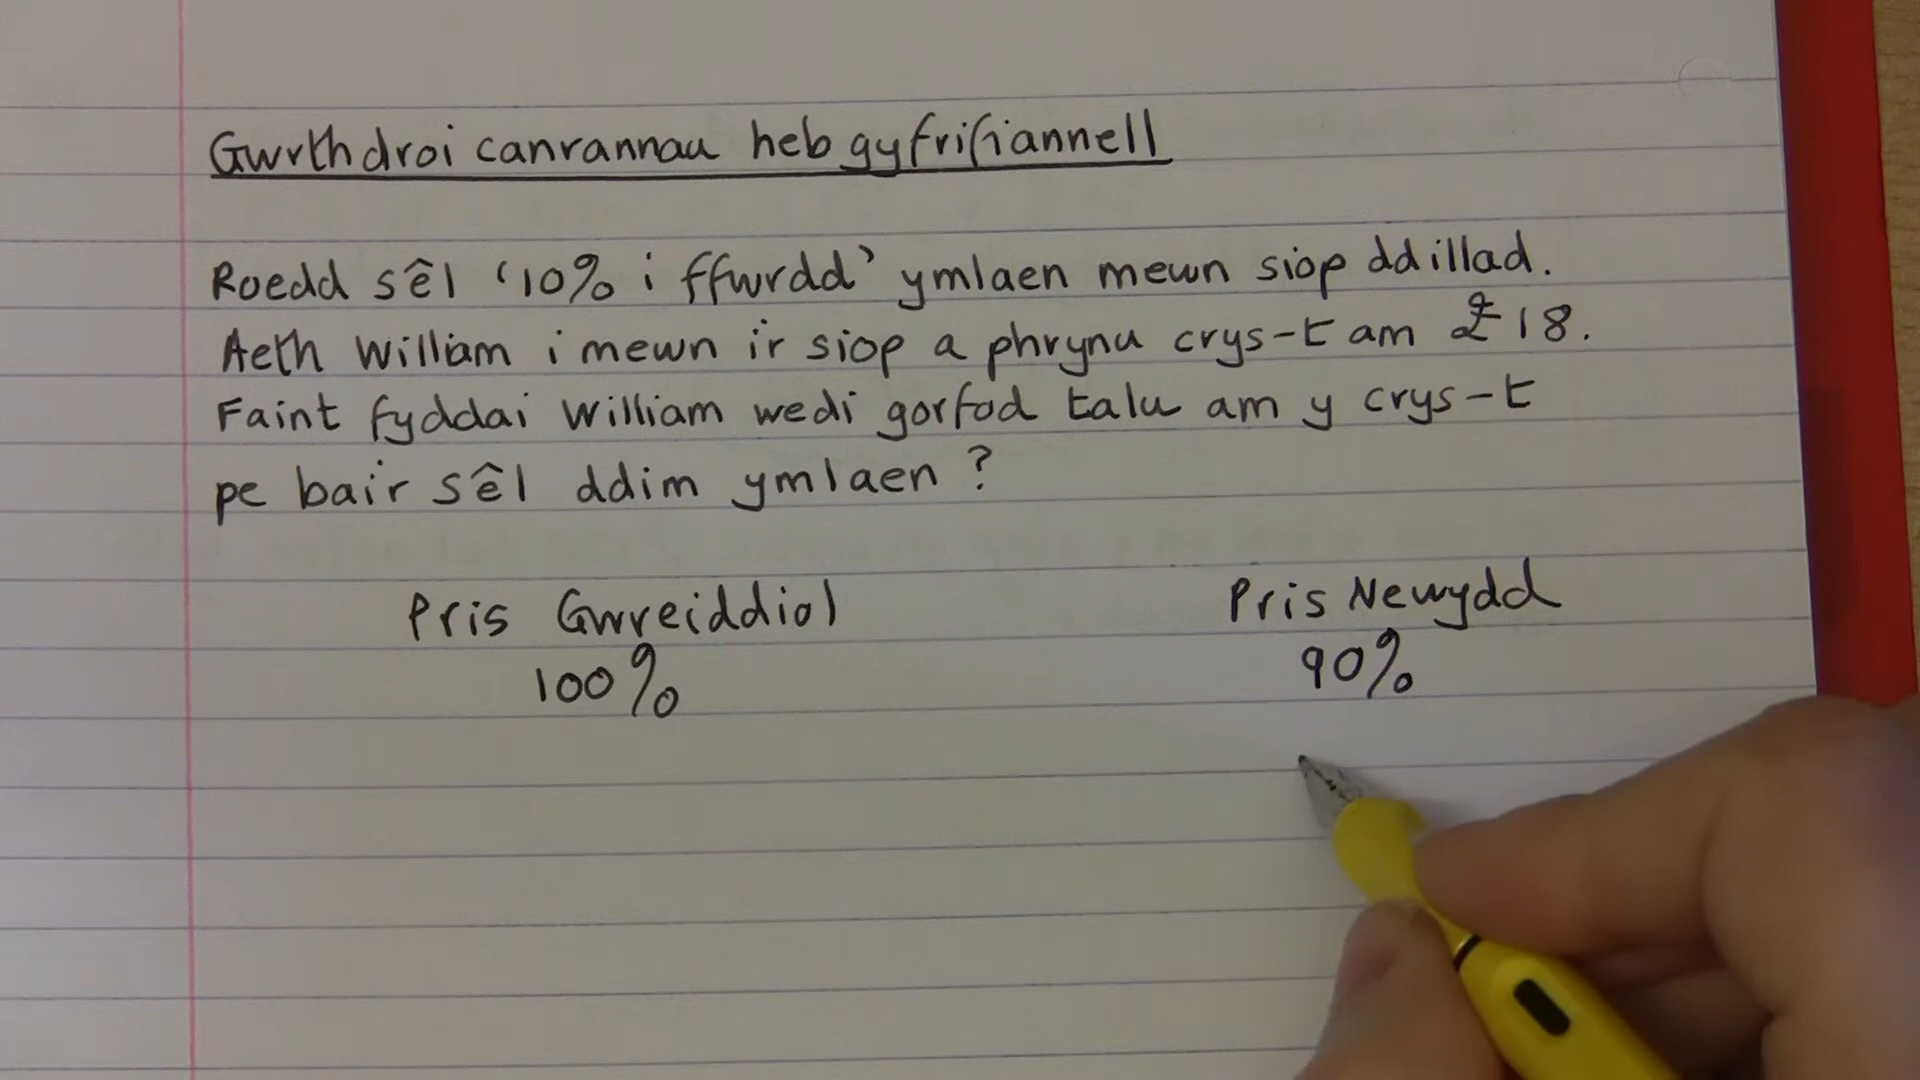 Gwrthdroi canrannau heb gyfrifiannell
Roedd sêl '10% i ffwrdd' ymlaen mewn siop ddillad.
Aeth William i mewn i'r siop a phrynu crys-t am £18.
Faint fyddai William wedi gorfod talu am y crys-t
pe bai'r sêl ddim ymlaen?
Pris Gwreiddiol Pris Newydd
100% 90%